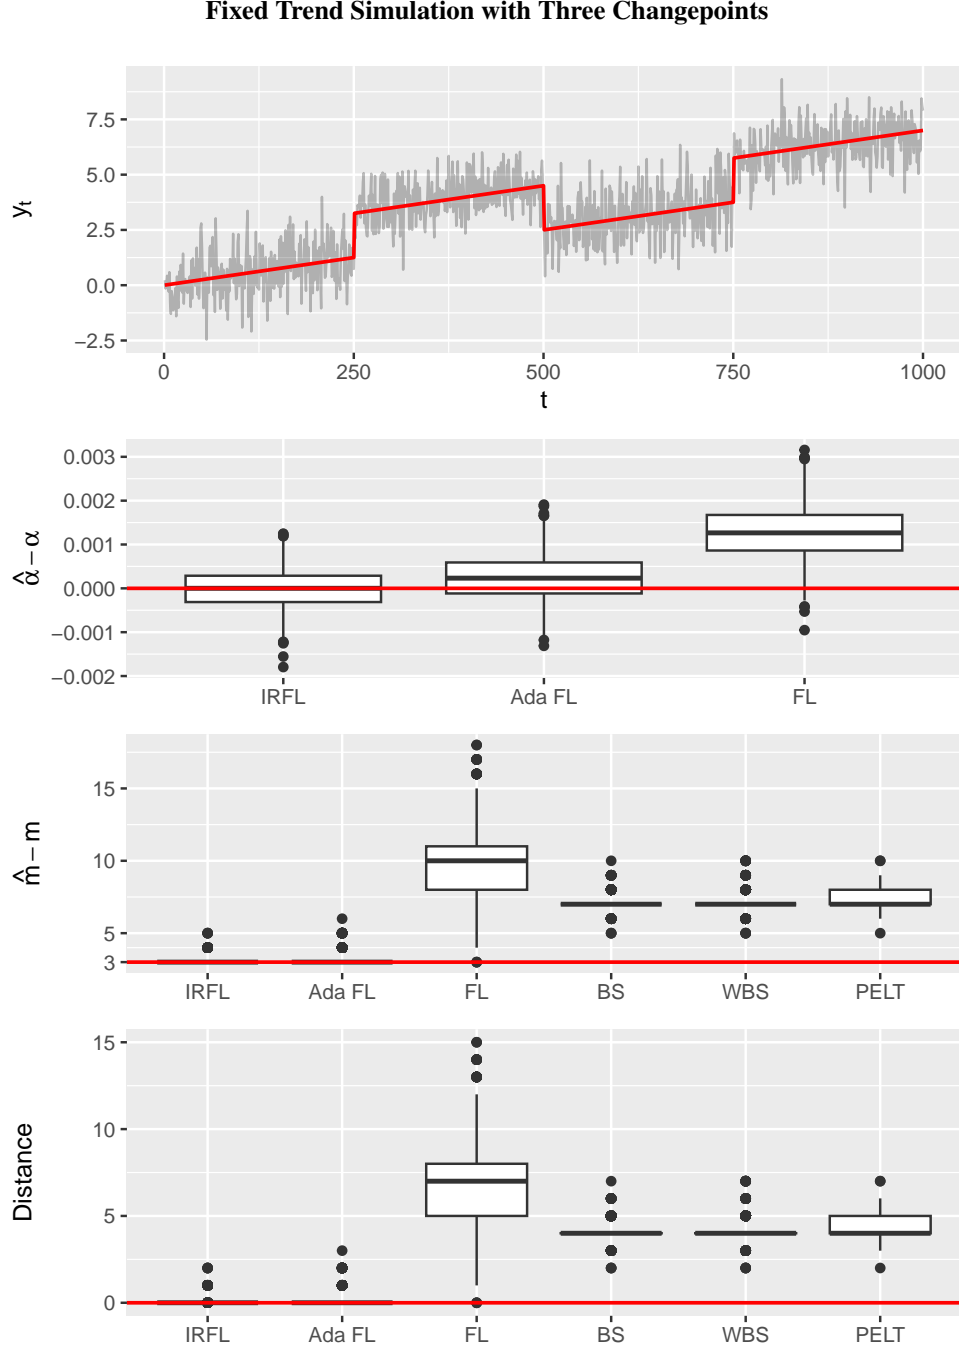 Fixed Trend Simulation with Three Changepoints
7.5
5.0
2.5
0.0
−2.5
yt
0 250 500 750 1000
t
0.003
0.002
0.001
0.000
−0.001
−0.002
α̂ − α
IRFL Ada FL FL
15
10
5
3
m̂ − m
IRFL Ada FL FL BS WBS PELT
15
10
5
0
Distance
IRFL Ada FL FL BS WBS PELT